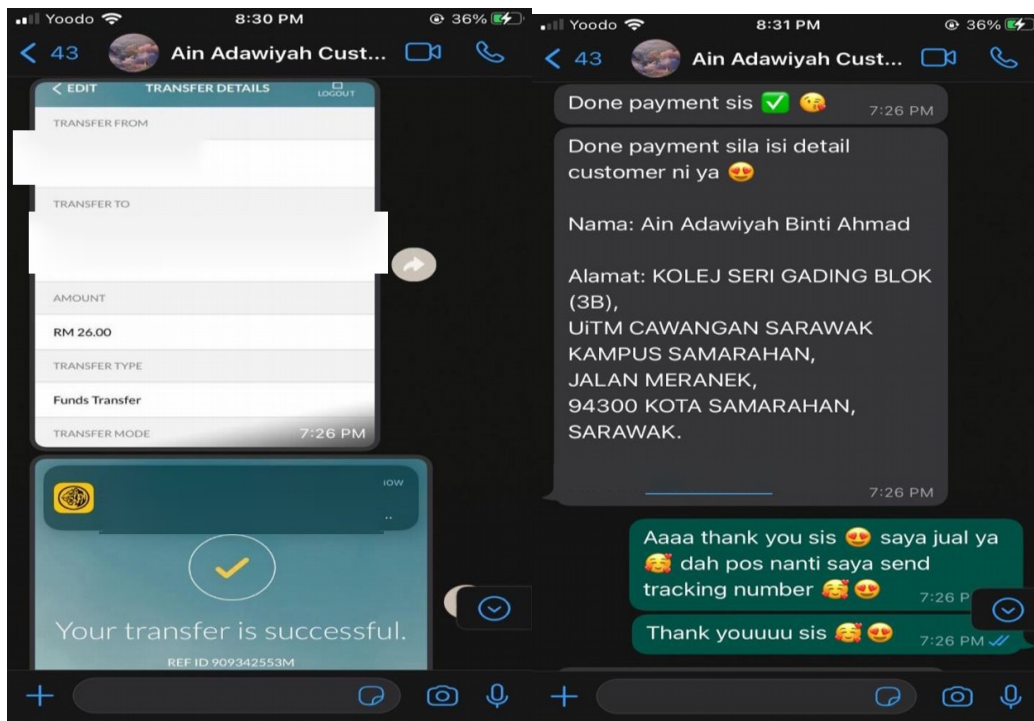 Yoodo 8:30 PM 36%
43 Ain Adawiyah Cust...
< EDIT TRANSFER DETAILS LOGOUT
TRANSFER FROM
TRANSFER TO
AMOUNT
RM 26.00
TRANSFER TYPE
Funds Transfer
TRANSFER MODE 7:26 PM
..
Your transfer is successful.
REF ID 909342553M
Yoodo 8:31 PM 36%
43 Ain Adawiyah Cust...
Done payment sis ✅ 😘 7:26 PM
Done payment sila isi detail
customer ni ya 😍
Nama: Ain Adawiyah Binti Ahmad
Alamat: KOLEJ SERI GADING BLOK
(3B),
UiTM CAWANGAN SARAWAK
KAMPUS SAMARAHAN,
JALAN MERANEK,
94300 KOTA SAMARAHAN,
SARAWAK.
7:26 PM
Aaaa thank you sis 😍 saya jual ya
🥰 dah pos nanti saya send
tracking number 🥰 😍 7:26 P
Thank youuuu sis 🥰 😍 7:26 PM